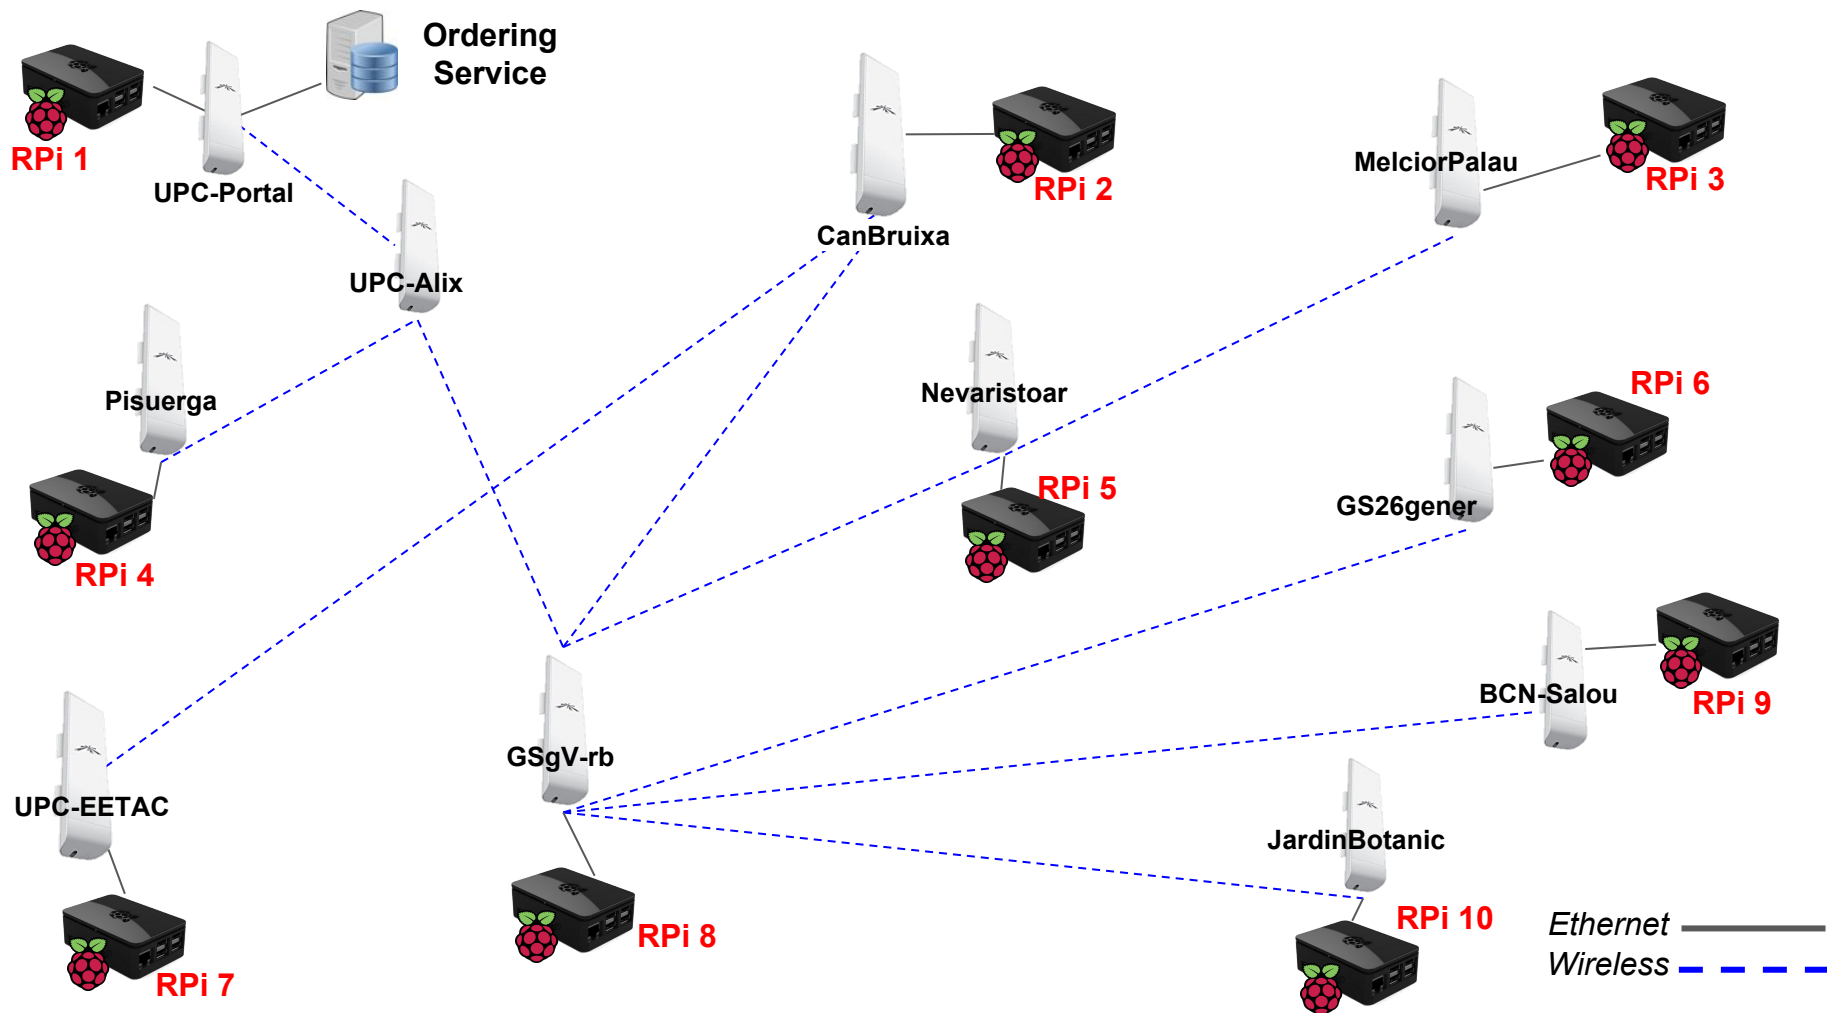 Ordering
Service
RPi 1
UPC-Portal
RPi 2
CanBruixa
MelciorPalau
RPi 3
UPC-Alix
Pisuerga
RPi 4
Nevaristoar
RPi 5
RPi 6
GS26gener
BCN-Salou
RPi 9
GSgV-rb
UPC-EETAC
RPi 7
RPi 8
JardinBotanic
RPi 10
Ethernet
Wireless